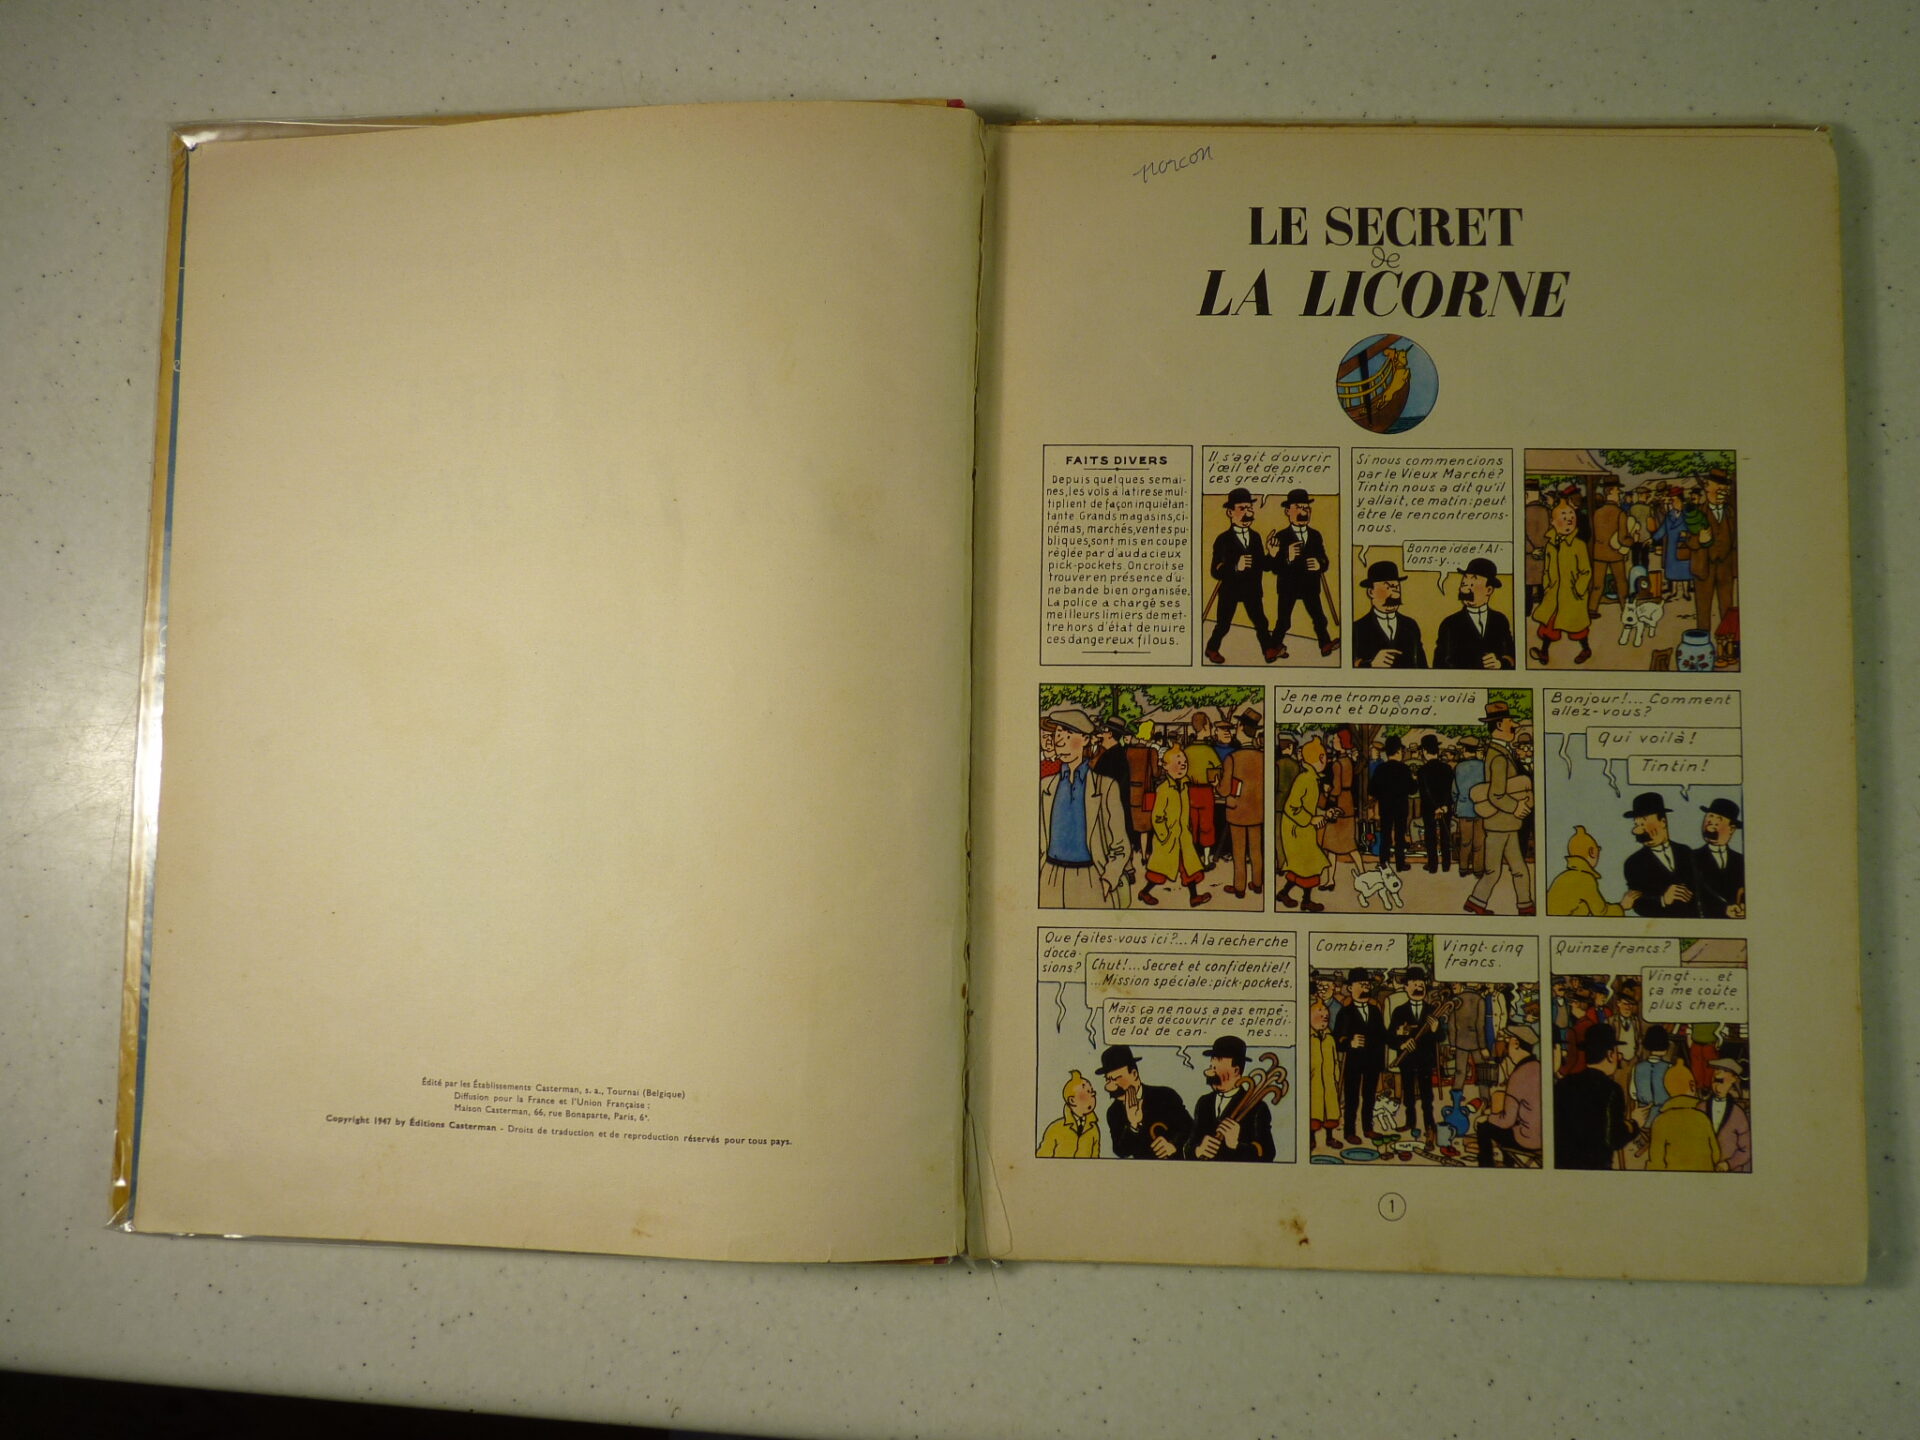 Édité par les Établissements Casterman, s. a., Tournai (Belgique)
Diffusion pour la France et l'Union Française :
Maison Casterman, 66, rue Bonaparte, Paris, 6e.
Copyright 1947 by Éditions Casterman - Droits de traduction et de reproduction réservés pour tous pays.
norcon
LE SECRET
de
LA LICORNE
FAITS DIVERS
Depuis quelques semai-
nes, les vols à la tire se mul-
tiplient de façon inquiétan-
tante. Grands magasins, ci-
némas, marchés, ventes pu-
bliques, sont mis en coupe
réglée par d'audacieux
pick-pockets. On croit se
trouver en présence d'u-
ne bande bien organisée.
La police a chargé ses
meilleurs limiers de met-
tre hors d'état de nuire
ces dangereux filous.
Il s'agit d'ouvrir
l'œil et de pincer
ces gredins.
Si nous commencions
par le Vieux Marché?
Tintin nous a dit qu'il
y allait, ce matin: peut
être le rencontrerons-
nous.
Bonne idée! Al-
lons-y...
Je ne me trompe pas: voilà
Dupont et Dupond.
Bonjour!... Comment
allez-vous?
Qui voilà!
Tintin!
Que faites-vous ici?... A la recherche
d'occa-
sions?
Chut!... Secret et confidentiel!
...Mission spéciale: pick-pockets.
Mais ça ne nous a pas empê-
chés de découvrir ce splendi-
de lot de can- nes...
Combien?
Vingt-cinq
francs.
Quinze francs?
Vingt... et
ça me coûte
plus cher...
1